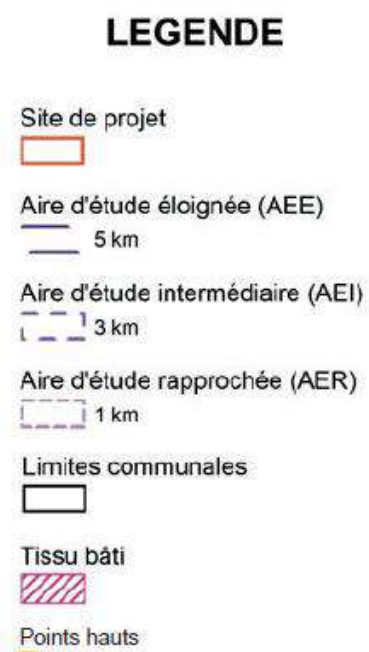 LEGENDE
Site de projet
Aire d'étude éloignée (AEE)
5 km
Aire d'étude intermédiaire (AEI)
3 km
Aire d'étude rapprochée (AER)
1 km
Limites communales
Tissu bâti
Points hauts